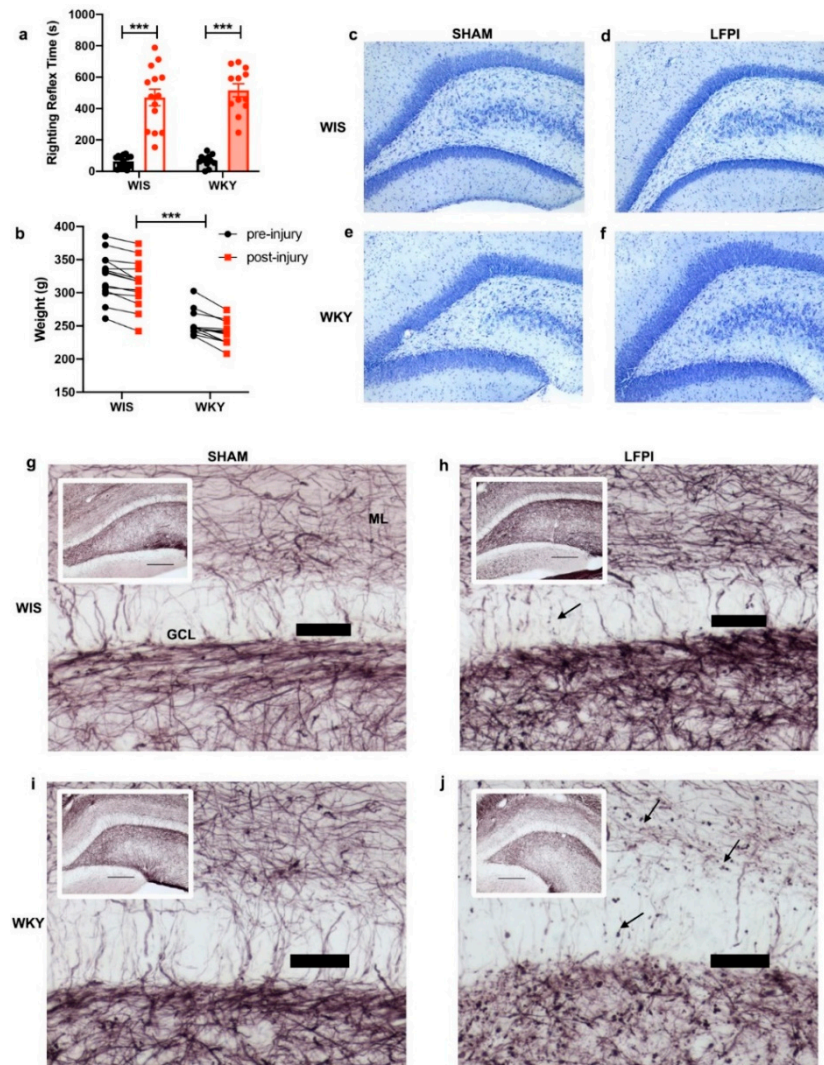 a
Righting Reflex Time (s)
1000
800
600
400
200
0
***
***
WIS
WKY
b
Weight (g)
400
350
300
250
200
150
***
pre-injury
post-injury
WIS
WKY
SHAM
LFPI
c
d
WIS
e
f
WKY
SHAM
LFPI
g
h
ML
WIS
GCL
i
j
WKY